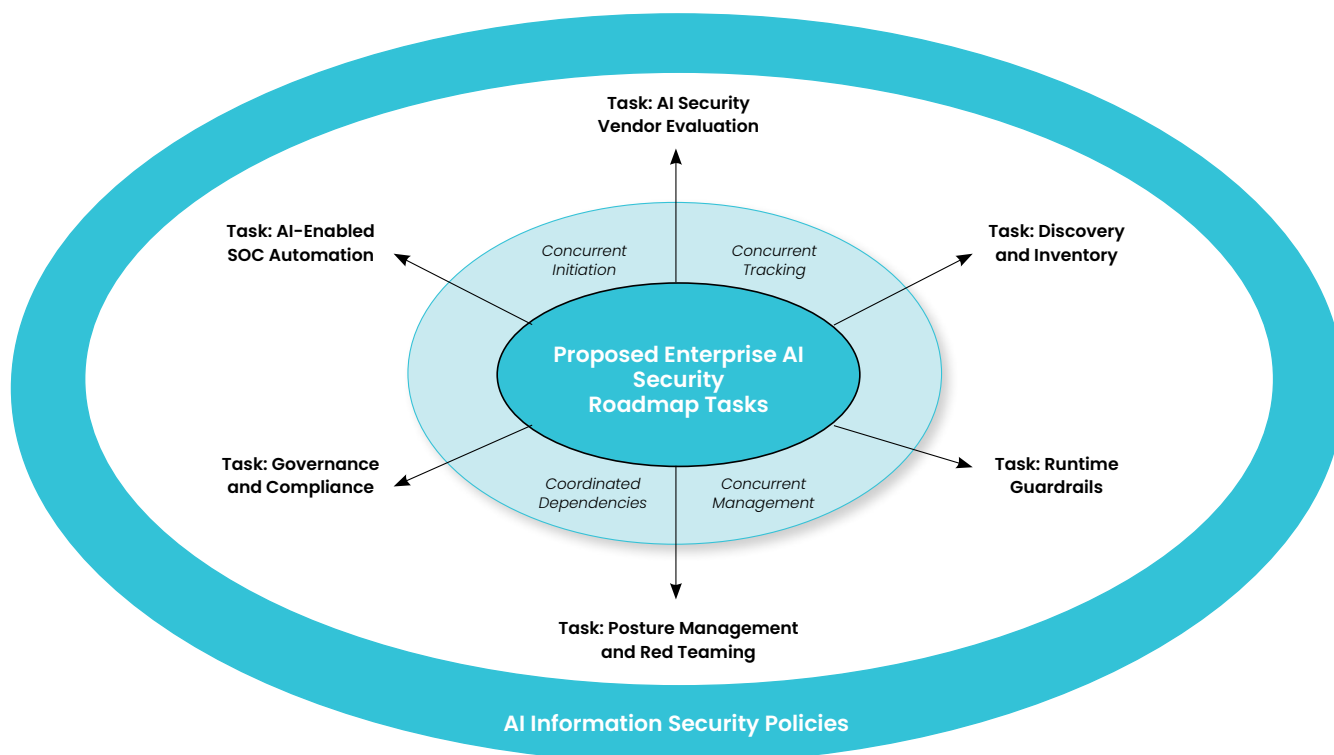 Task: AI Security
Vendor Evaluation
Task: AI-Enabled
SOC Automation
Concurrent
Initiation
Concurrent
Tracking
Task: Discovery
and Inventory
Proposed Enterprise AI
Security
Roadmap Tasks
Task: Governance
and Compliance
Coordinated
Dependencies
Concurrent
Management
Task: Runtime
Guardrails
Task: Posture Management
and Red Teaming
AI Information Security Policies